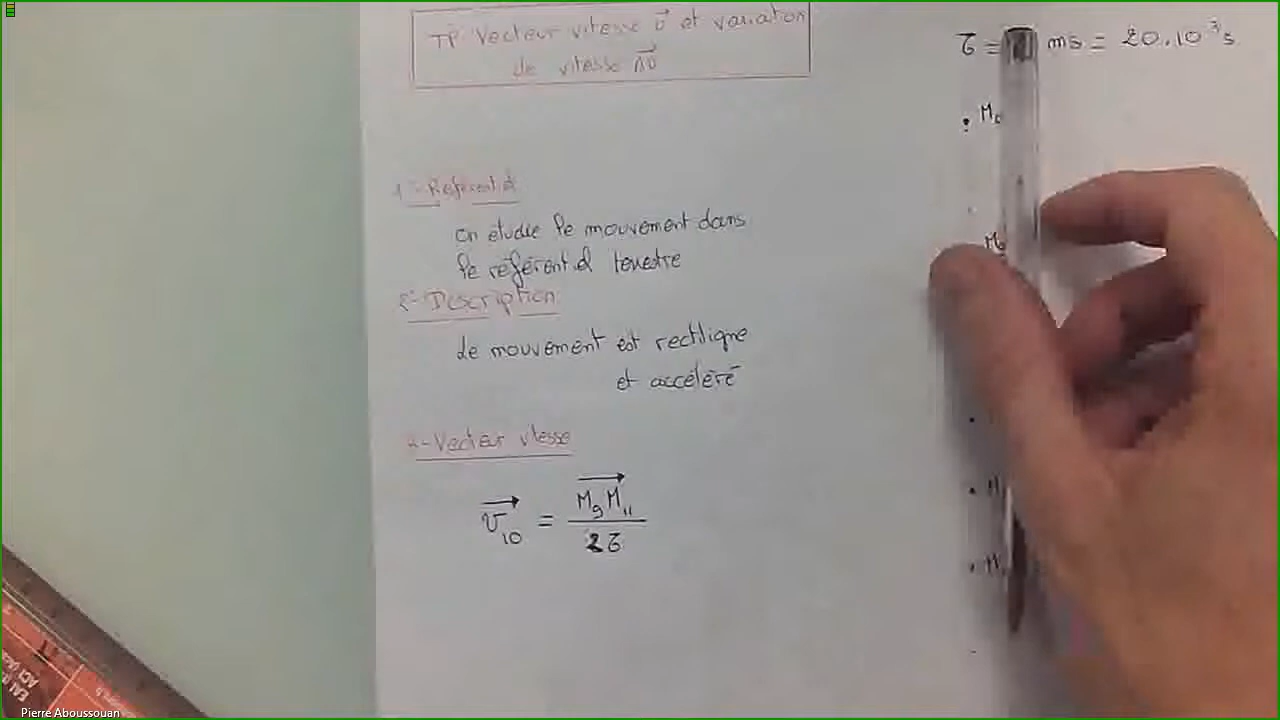 TP: Vecteur vitesse v⃗ et variation
de vitesse Δv⃗
τ = ms = 20.10⁻³s
1°- Référentiel
on étudie le mouvement dans
le référentiel terrestre
2°- Description
Le mouvement est rectiligne
et accéléré
Vecteur vitesse
v⃗₁₀ = M₉M₁₁
2τ
M₀
Pierre Aboussouan